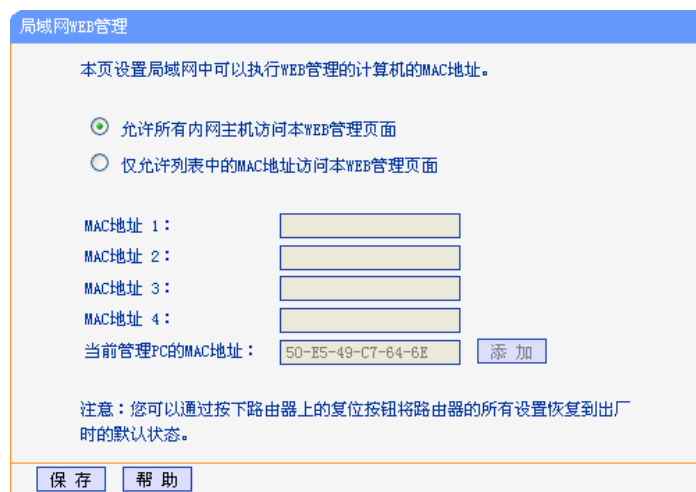 局域网WEB管理
本页设置局域网中可以执行WEB管理的计算机的MAC地址。
允许所有内网主机访问本WEB管理页面
仅允许列表中的MAC地址访问本WEB管理页面
MAC地址 1：
MAC地址 2：
MAC地址 3：
MAC地址 4：
当前管理PC的MAC地址： 50-E5-49-C7-64-6E 添 加
注意：您可以通过按下路由器上的复位按钮将路由器的所有设置恢复到出厂
时的默认状态。
保 存 帮 助